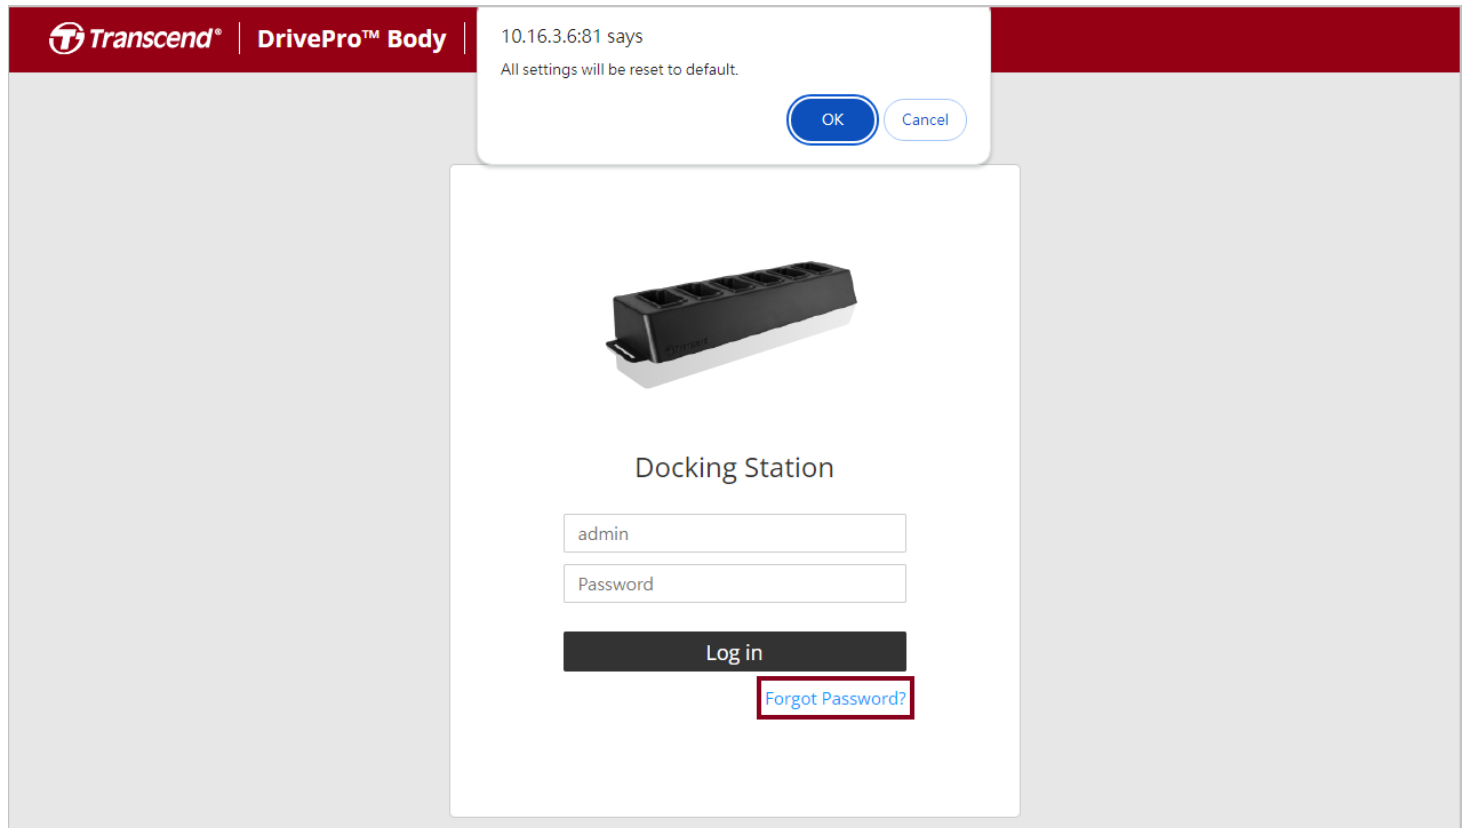 Transcend® DrivePro™ Body
10.16.3.6:81 says
All settings will be reset to default.
OK Cancel
Docking Station
admin
Password
Log in
Forgot Password?